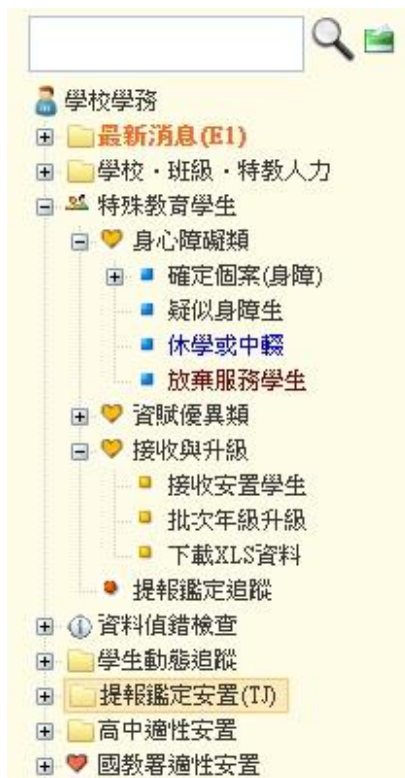 學校學務
最新消息(E1)
學校・班級・特教人力
特殊教育學生
身心障礙類
確定個案(身障)
疑似身障生
休學或中輟
放棄服務學生
資賦優異類
接收與升級
接收安置學生
批次年級升級
下載XLS資料
提報鑑定追蹤
資料偵錯檢查
學生動態追蹤
提報鑑定安置(TJ)
高中適性安置
國教署適性安置